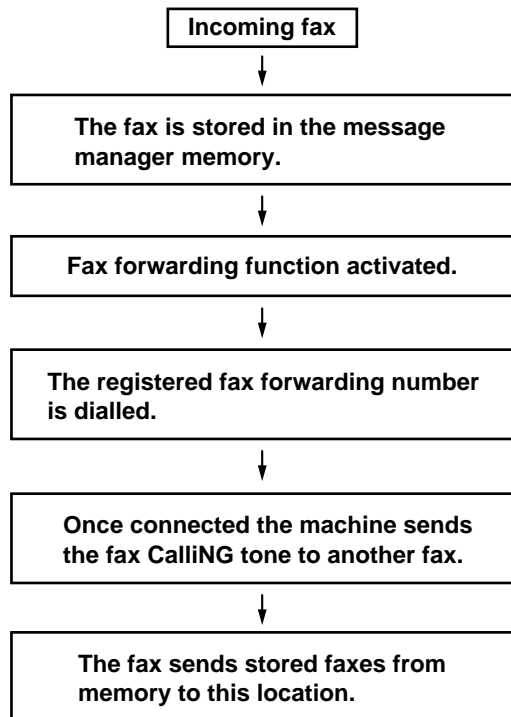 Incoming fax
The fax is stored in the message
manager memory.
Fax forwarding function activated.
The registered fax forwarding number
is dialled.
Once connected the machine sends
the fax CalliNG tone to another fax.
The fax sends stored faxes from
memory to this location.